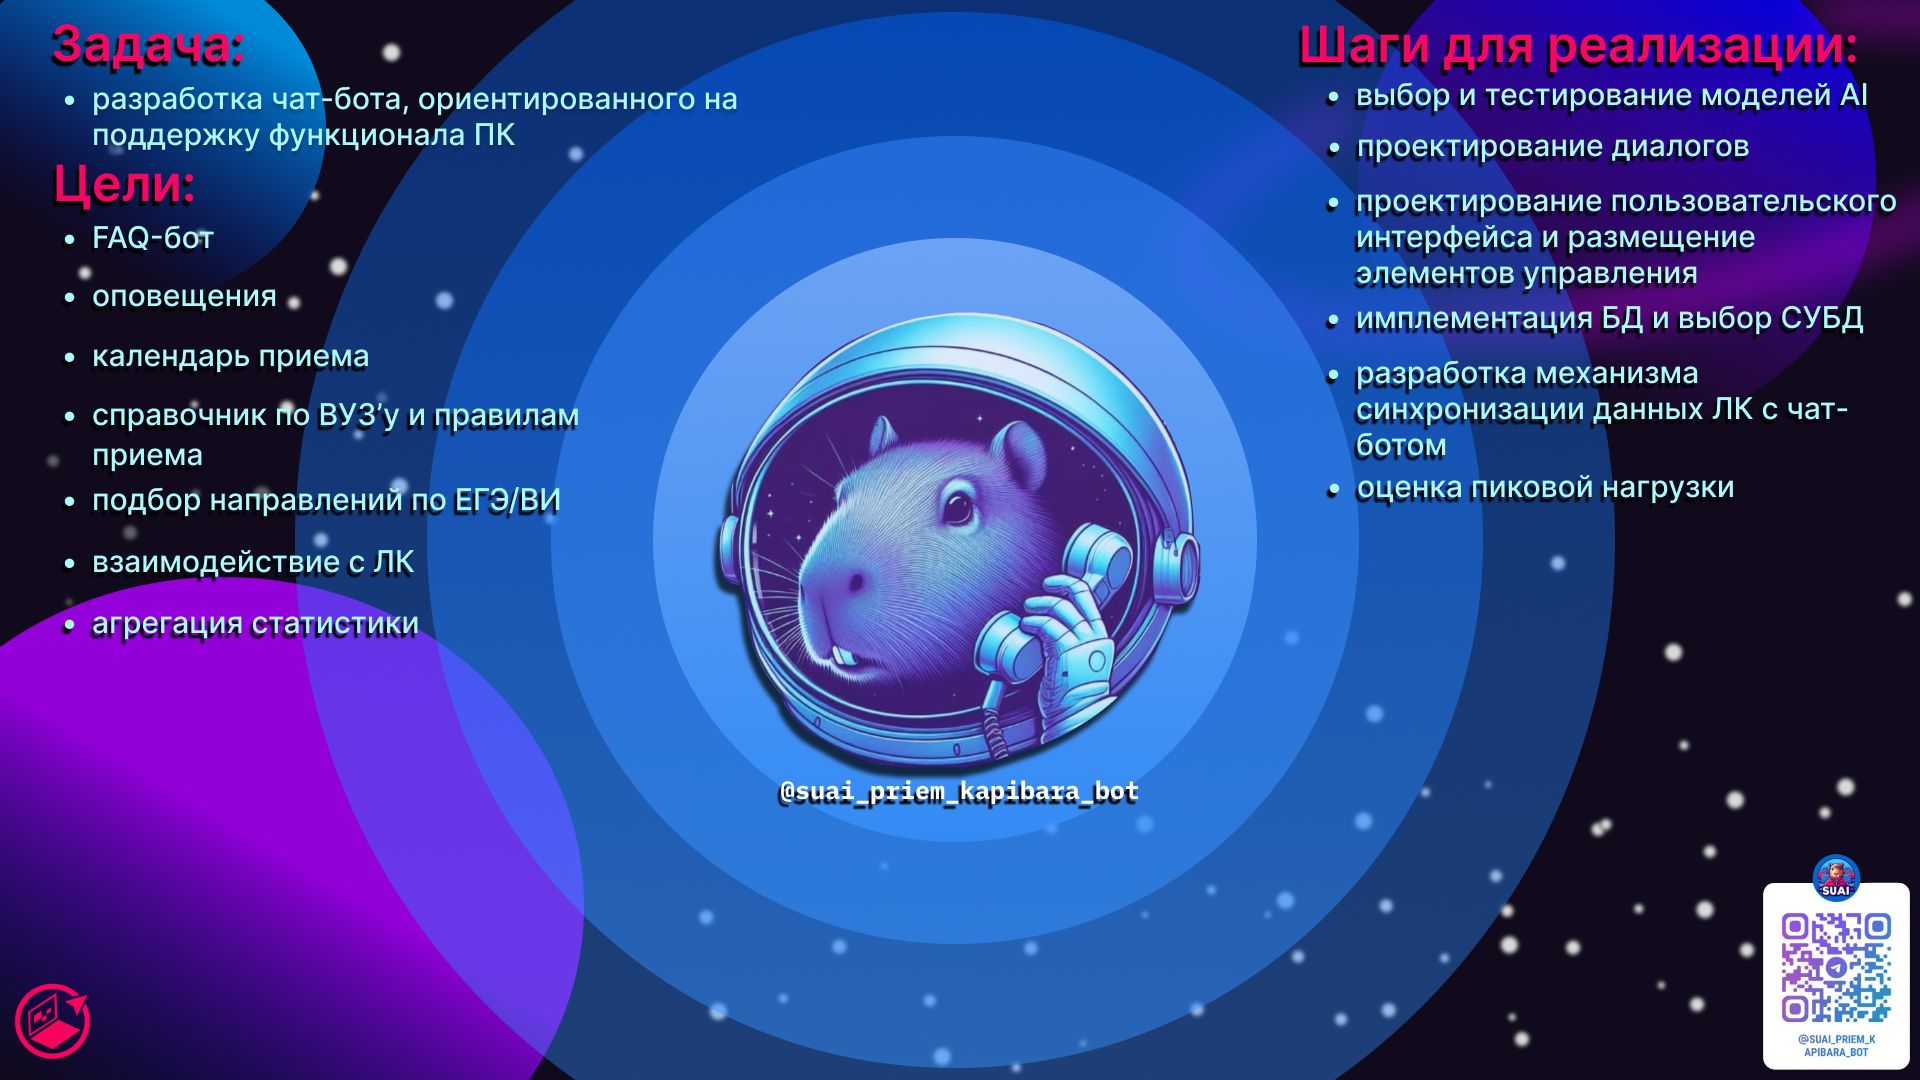 Задача:
• разработка чат-бота, ориентированного на
поддержку функционала ПК
Цели:
• FAQ-бот
• оповещения
• календарь приема
• справочник по ВУЗ’у и правилам
приема
• подбор направлений по ЕГЭ/ВИ
• взаимодействие с ЛК
• агрегация статистики
@suai_priem_kapibara_bot
Шаги для реализации:
• выбор и тестирование моделей AI
• проектирование диалогов
• проектирование пользовательского
интерфейса и размещение
элементов управления
• имплементация БД и выбор СУБД
• разработка механизма
синхронизации данных ЛК с чат-
ботом
• оценка пиковой нагрузки
SUAI
@SUAI_PRIEM_K
APIBARA_BOT